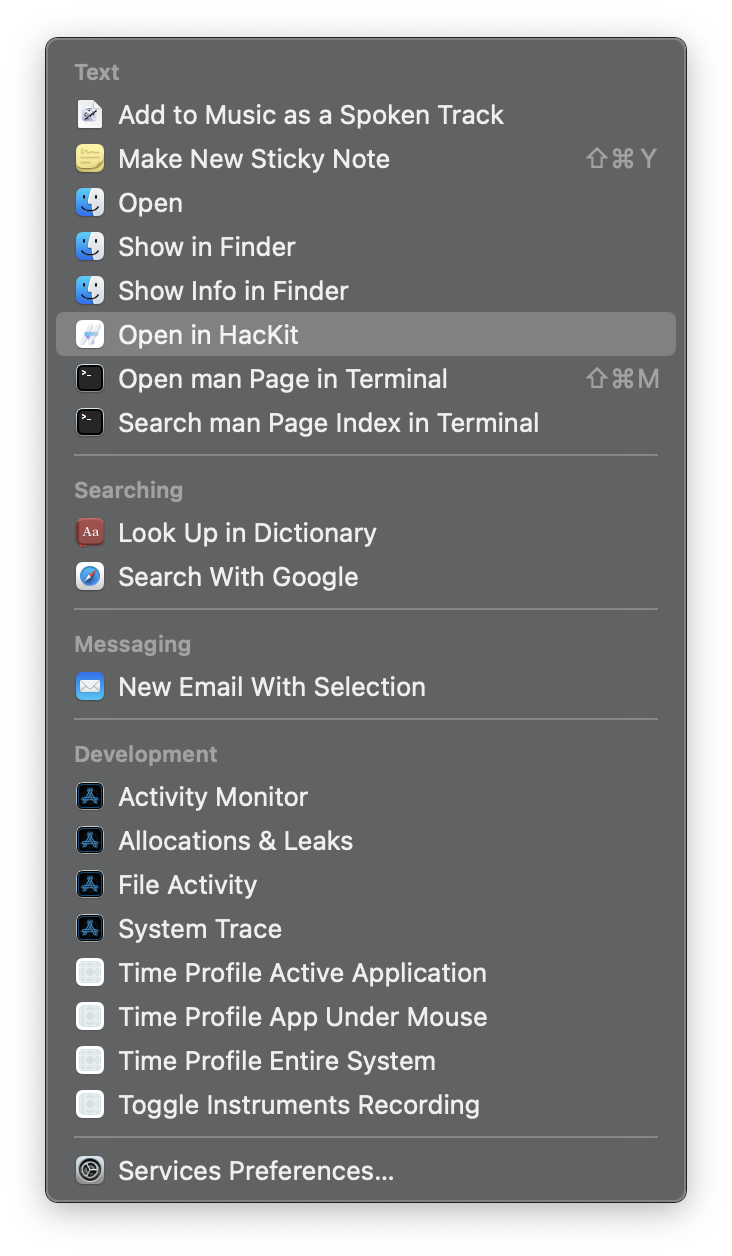 Text
Add to Music as a Spoken Track
Make New Sticky Note ⇧⌘Y
Open
Show in Finder
Show Info in Finder
Open in HacKit
Open man Page in Terminal ⇧⌘M
Search man Page Index in Terminal
Searching
Aa Look Up in Dictionary
Search With Google
Messaging
New Email With Selection
Development
Activity Monitor
Allocations & Leaks
File Activity
System Trace
Time Profile Active Application
Time Profile App Under Mouse
Time Profile Entire System
Toggle Instruments Recording
Services Preferences...